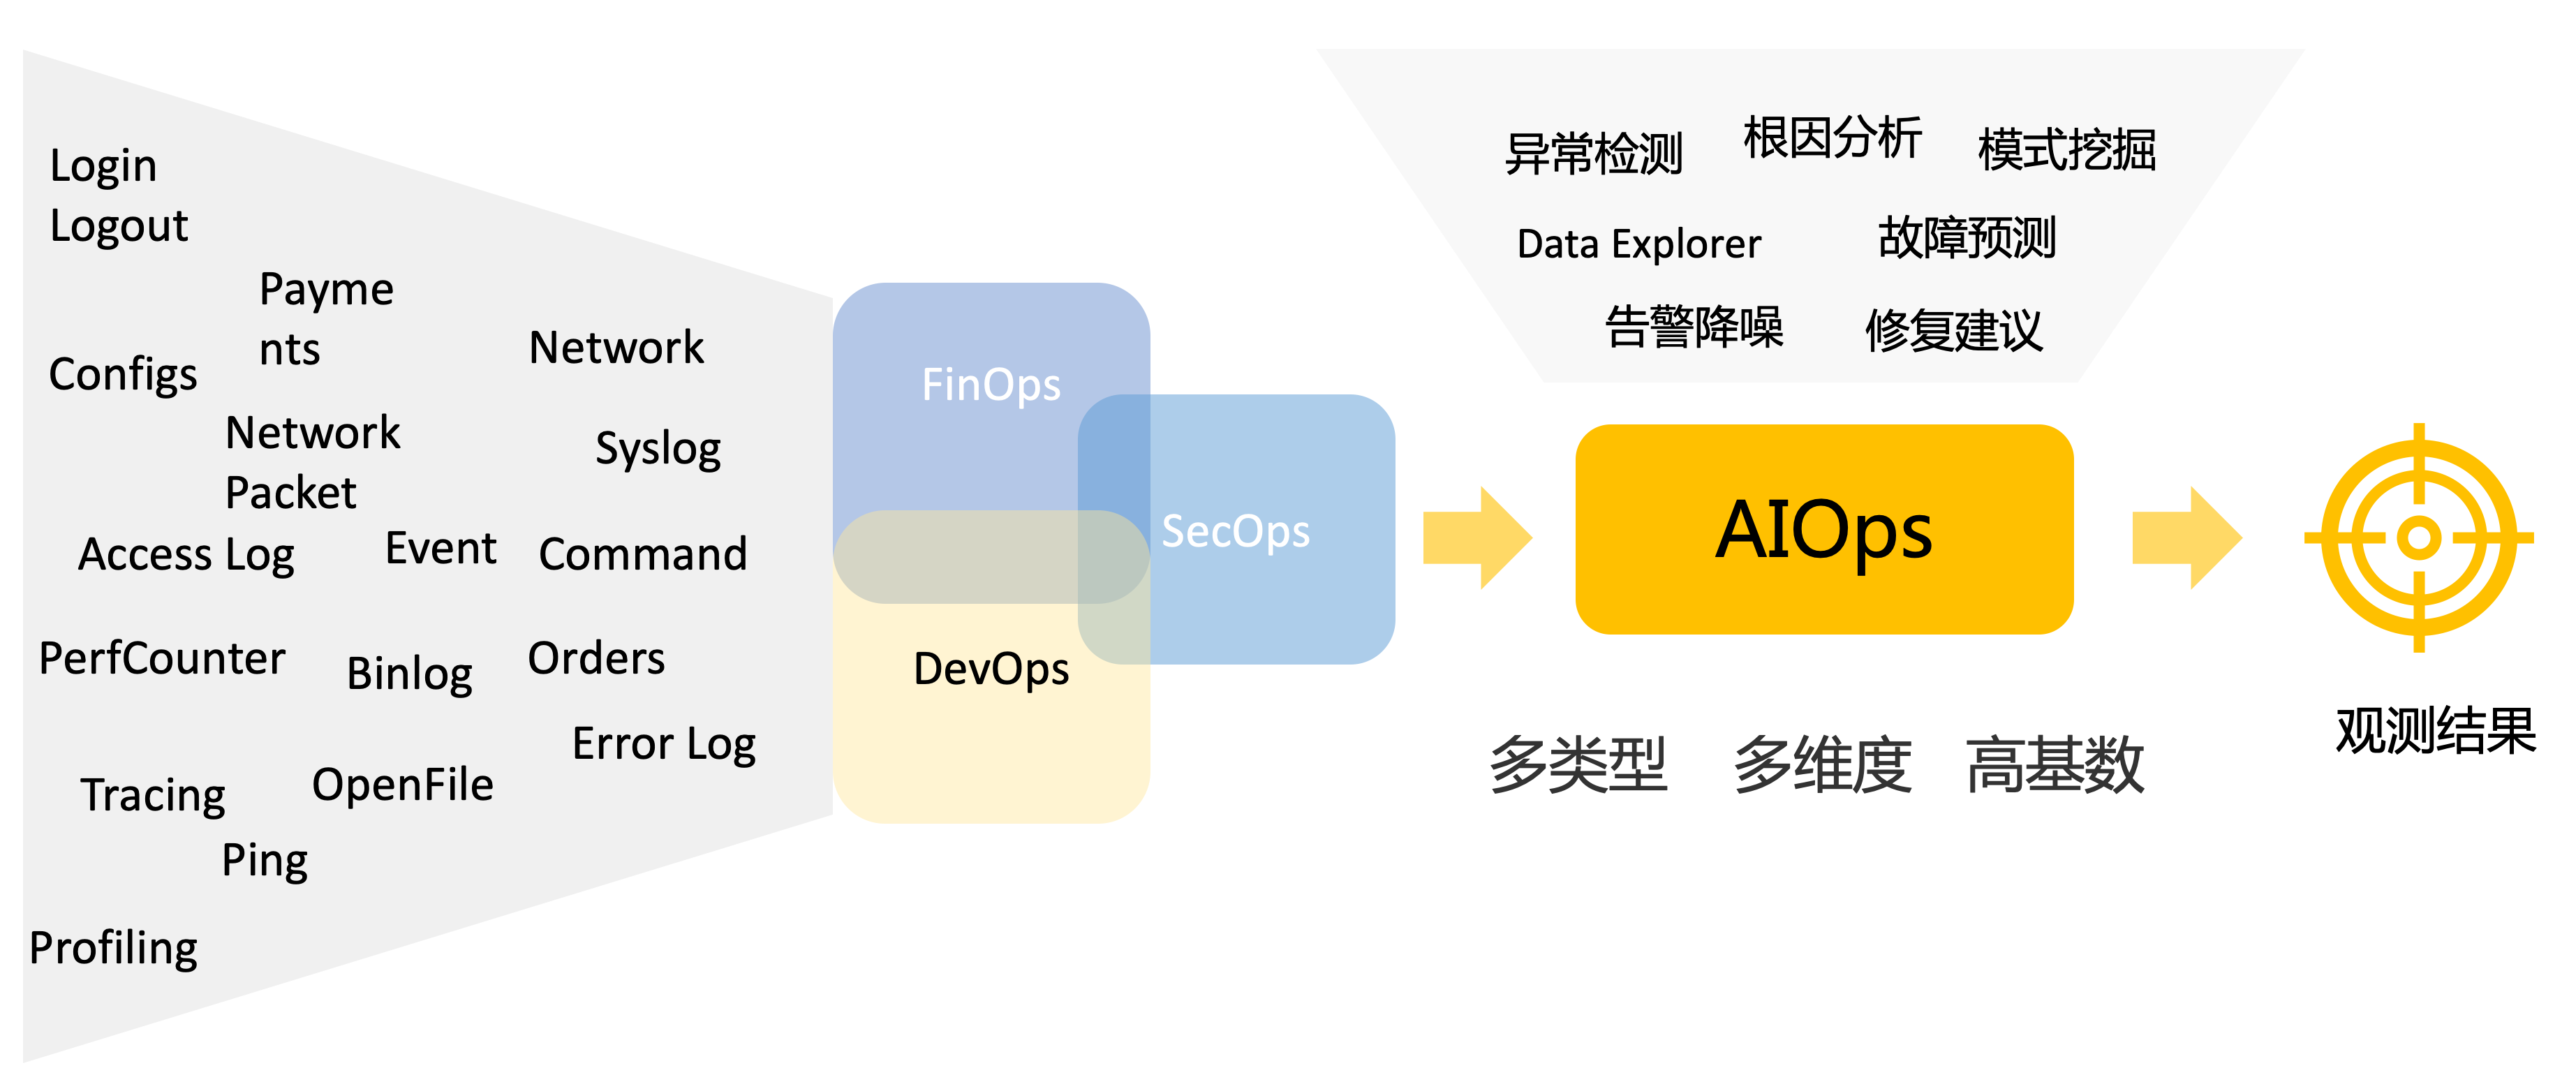 Login
Logout
Payme
nts
Configs
Network
Network
Packet
Syslog
Access Log
Event
Command
PerfCounter
Binlog
Orders
Error Log
Tracing
OpenFile
Ping
Profiling
FinOps
SecOps
DevOps
异常检测
根因分析
模式挖掘
Data Explorer
故障预测
告警降噪
修复建议
AIOps
多类型
多维度
高基数
观测结果